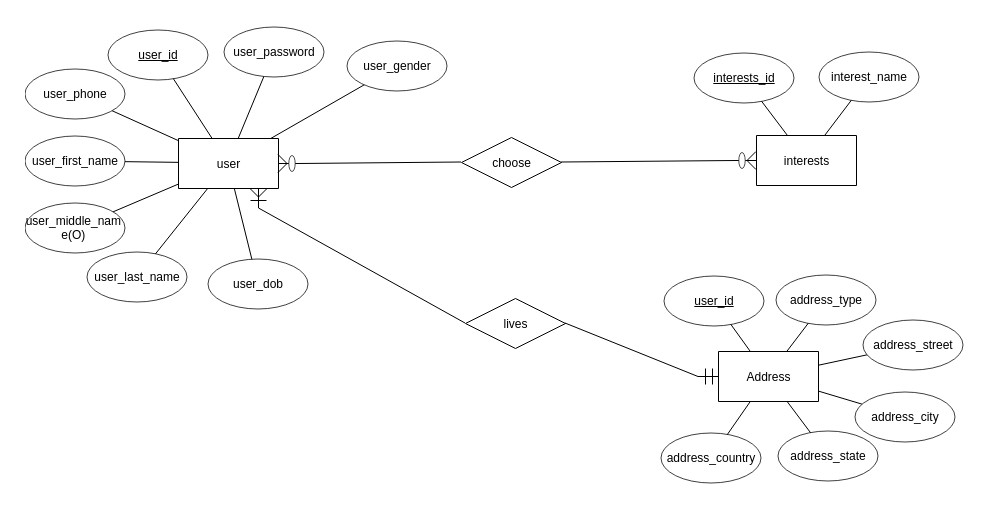 user_id
user_password
user_gender
user_phone
user_first_name
user_middle_nam
e(O)
user_last_name
user_dob
user
choose
interests_id
interest_name
interests
lives
user_id
address_type
address_street
Address
address_city
address_country
address_state